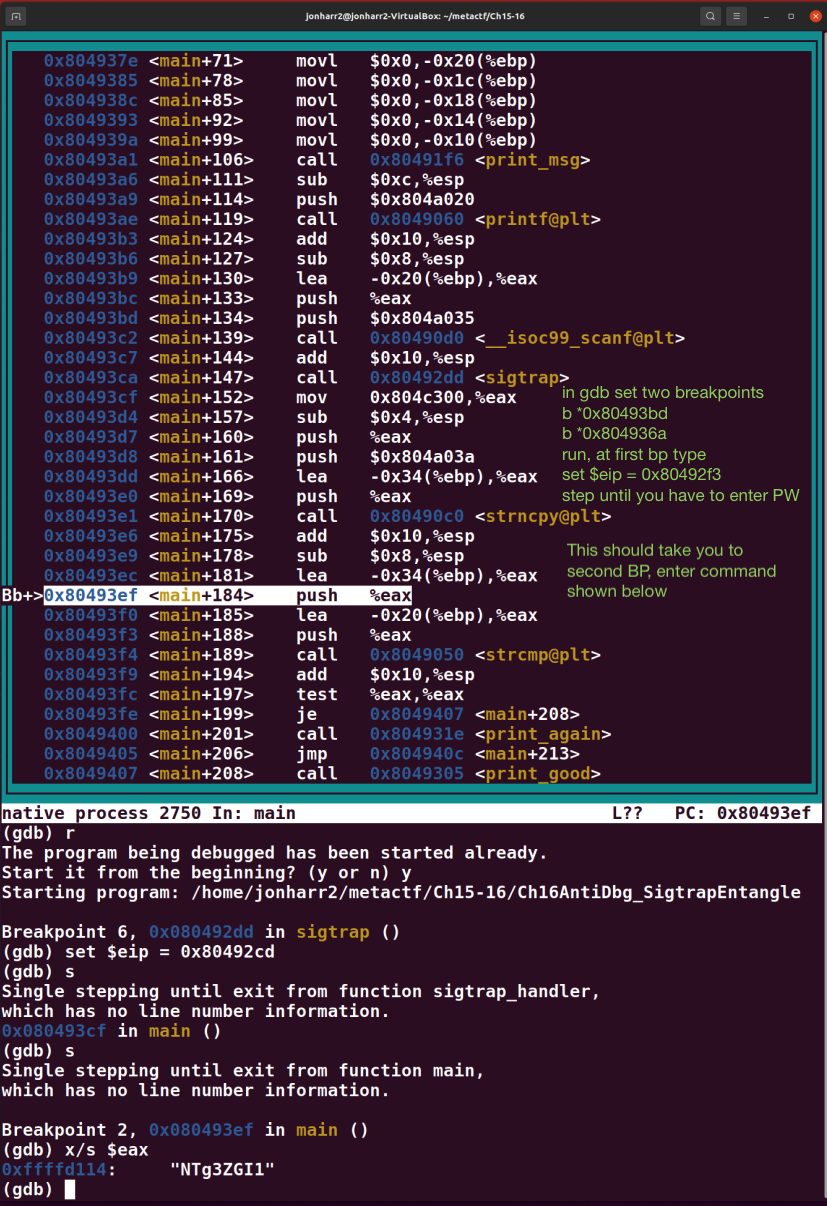 jonharr2@jonharr2-VirtualBox: ~/metactf/Ch15-16
0x804937e <main+71> movl $0x0,-0x20(%ebp)
0x8049385 <main+78> movl $0x0,-0x1c(%ebp)
0x804938c <main+85> movl $0x0,-0x18(%ebp)
0x8049393 <main+92> movl $0x0,-0x14(%ebp)
0x804939a <main+99> movl $0x0,-0x10(%ebp)
0x80493a1 <main+106> call 0x80491f6 <print_msg>
0x80493a6 <main+111> sub $0xc,%esp
0x80493a9 <main+114> push $0x804a020
0x80493ae <main+119> call 0x8049060 <printf@plt>
0x80493b3 <main+124> add $0x10,%esp
0x80493b6 <main+127> sub $0x8,%esp
0x80493b9 <main+130> lea -0x20(%ebp),%eax
0x80493bc <main+133> push %eax
0x80493bd <main+134> push $0x804a035
0x80493c2 <main+139> call 0x80490d0 <__isoc99_scanf@plt>
0x80493c7 <main+144> add $0x10,%esp
0x80493ca <main+147> call 0x80492dd <sigtrap>
0x80493cf <main+152> mov 0x804c300,%eax
0x80493d4 <main+157> sub $0x4,%esp
0x80493d7 <main+160> push %eax
0x80493d8 <main+161> push $0x804a03a
0x80493dd <main+166> lea -0x34(%ebp),%eax
0x80493e0 <main+169> push %eax
0x80493e1 <main+170> call 0x80490c0 <strncpy@plt>
0x80493e6 <main+175> add $0x10,%esp
0x80493e9 <main+178> sub $0x8,%esp
0x80493ec <main+181> lea -0x34(%ebp),%eax
Bb+>0x80493ef <main+184> push %eax
0x80493f0 <main+185> lea -0x20(%ebp),%eax
0x80493f3 <main+188> push %eax
0x80493f4 <main+189> call 0x8049050 <strcmp@plt>
0x80493f9 <main+194> add $0x10,%esp
0x80493fc <main+197> test %eax,%eax
0x80493fe <main+199> je 0x8049407 <main+208>
0x8049400 <main+201> call 0x804931e <print_again>
0x8049405 <main+206> jmp 0x804940c <main+213>
0x8049407 <main+208> call 0x8049305 <print_good>
in gdb set two breakpoints
b *0x80493bd
b *0x804936a
run, at first bp type
set $eip = 0x80492f3
step until you have to enter PW
This should take you to
second BP, enter command
shown below
native process 2750 In: main L?? PC: 0x80493ef
(gdb) r
The program being debugged has been started already.
Start it from the beginning? (y or n) y
Starting program: /home/jonharr2/metactf/Ch15-16/Ch16AntiDbg_SigtrapEntangle
Breakpoint 6, 0x080492dd in sigtrap ()
(gdb) set $eip = 0x80492cd
(gdb) s
Single stepping until exit from function sigtrap_handler,
which has no line number information.
0x080493cf in main ()
(gdb) s
Single stepping until exit from function main,
which has no line number information.
Breakpoint 2, 0x080493ef in main ()
(gdb) x/s $eax
0xffffd114: "NTg3ZGI1"
(gdb)